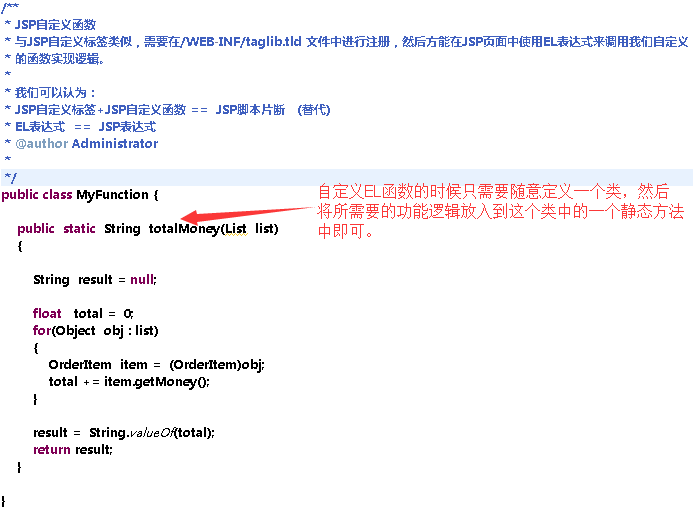 /**
* JSP自定义函数
* 与JSP自定义标签类似，需要在/WEB-INF/taglib.tld 文件中进行注册，然后方能在JSP页面中使用EL表达式来调用我们自定义
* 的函数实现逻辑。
*
* 我们可以认为：
* JSP自定义标签+JSP自定义函数 == JSP脚本片断 (替代)
* EL表达式 == JSP表达式
* @author Administrator
*
*/
public class MyFunction {
自定义EL函数的时候只需要随意定义一个类，然后
将所需要的功能逻辑放入到这个类中的一个静态方法
中即可。
public static String totalMoney(List list)
{
String result = null;
float total = 0;
for(Object obj : list)
{
OrderItem item = (OrderItem)obj;
total += item.getMoney();
}
result = String.valueOf(total);
return result;
}
}